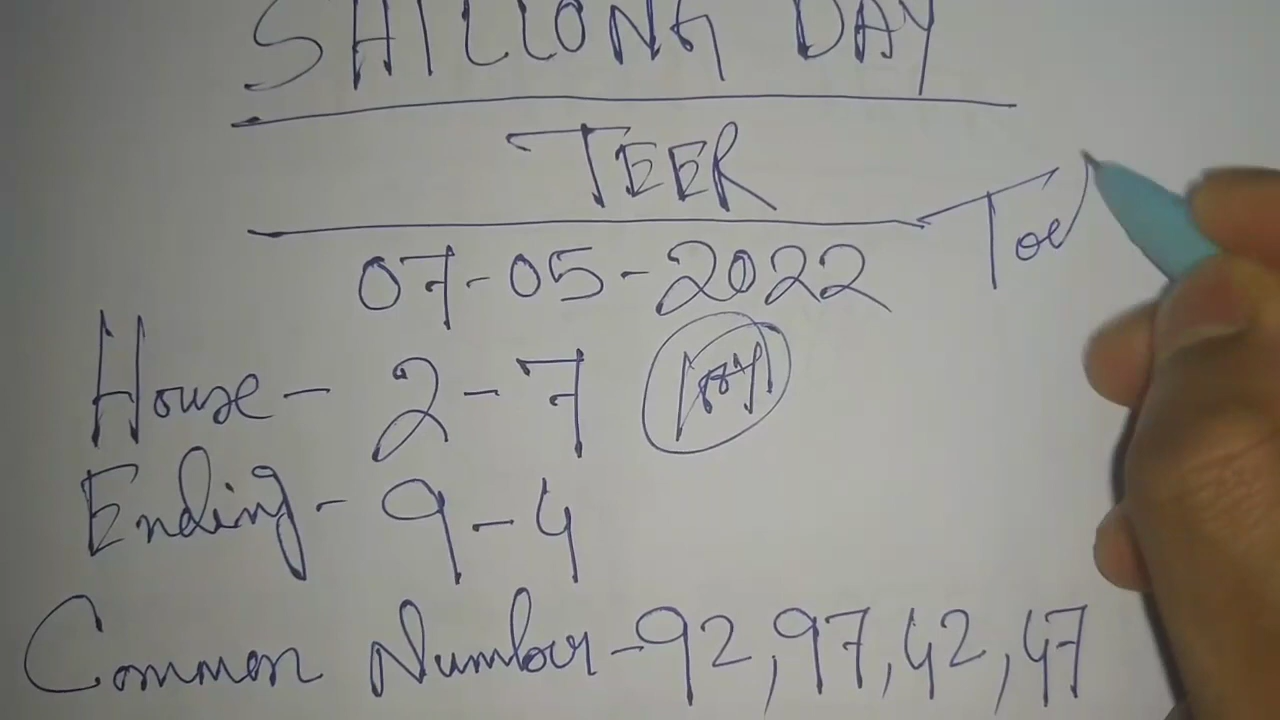 SHILLONG DAY
TEER
07-05-2022
House - 2 - 7
Ending - 9 - 4
Common Number - 92, 97, 42, 47